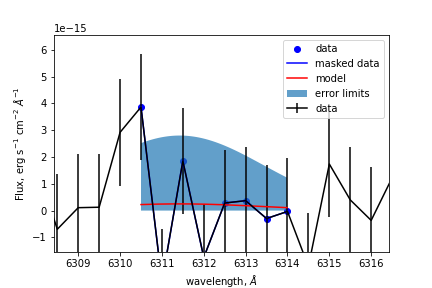 1e−15
6
5
4
3
2
1
0
−1
Flux, erg s⁻¹ cm⁻² Å⁻¹
data
masked data
model
error limits
data
6309 6310 6311 6312 6313 6314 6315 6316
wavelength, Å